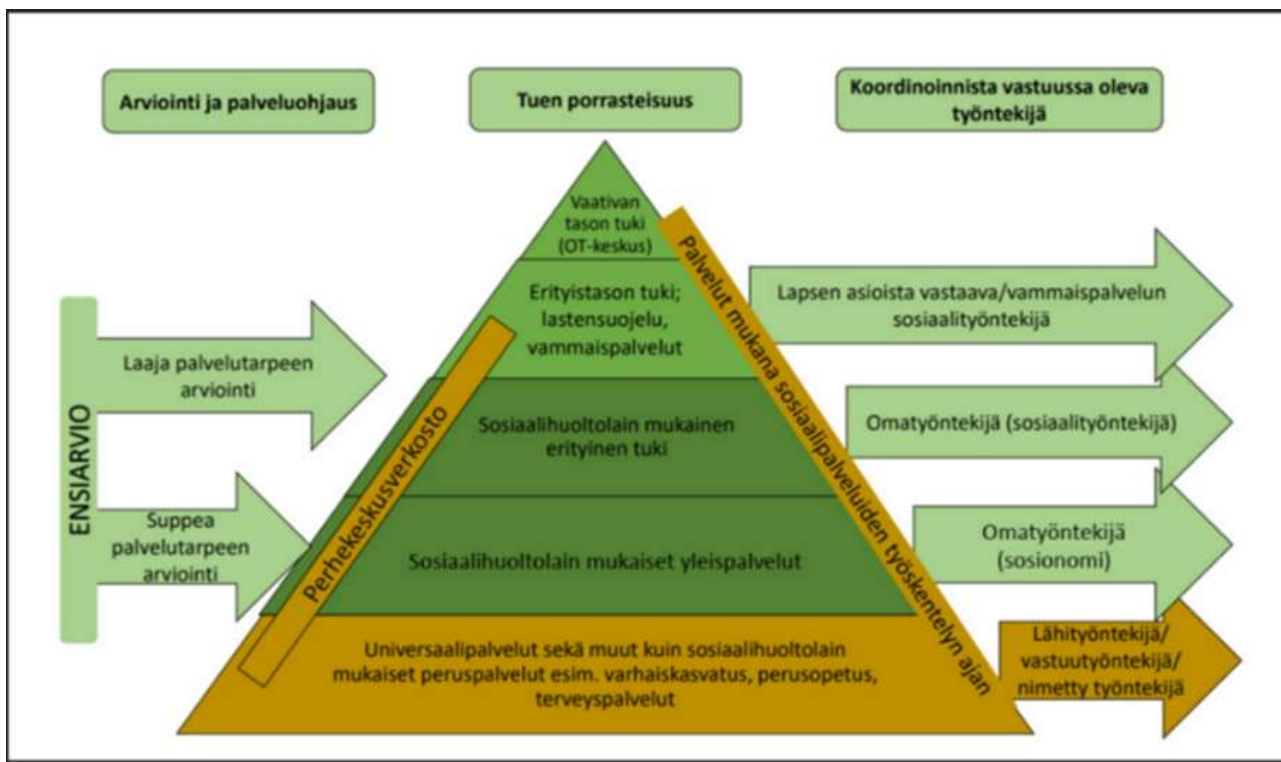 Arviointi ja palveluohjaus
Tuen porrasteisuus
Koordinoinnista vastuussa oleva
työntekijä
ENSIARVIO
Laaja palvelutarpeen
arviointi
Suppea
palvelutarpeen
arviointi
Perhekeskusverkosto
Vaativan
tason tuki
(OT-keskus)
Erityistason tuki;
lastensuojelu,
vammaispalvelut
Sosiaalihuoltolain mukainen
erityinen tuki
Sosiaalihuoltolain mukaiset yleispalvelut
Universaalipalvelut sekä muut kuin sosiaalihuoltolain
mukaiset peruspalvelut esim. varhaiskasvatus, perusopetus,
terveyspalvelut
Palvelut mukana sosiaalipalveluiden työskentelyn ajan
Lapsen asioista vastaava/vammaispalvelun
sosiaalityöntekijä
Omatyöntekijä (sosiaalityöntekijä)
Omatyöntekijä
(sosionomi)
Lähityöntekijä/
vastuutyöntekijä/
nimetty työntekijä